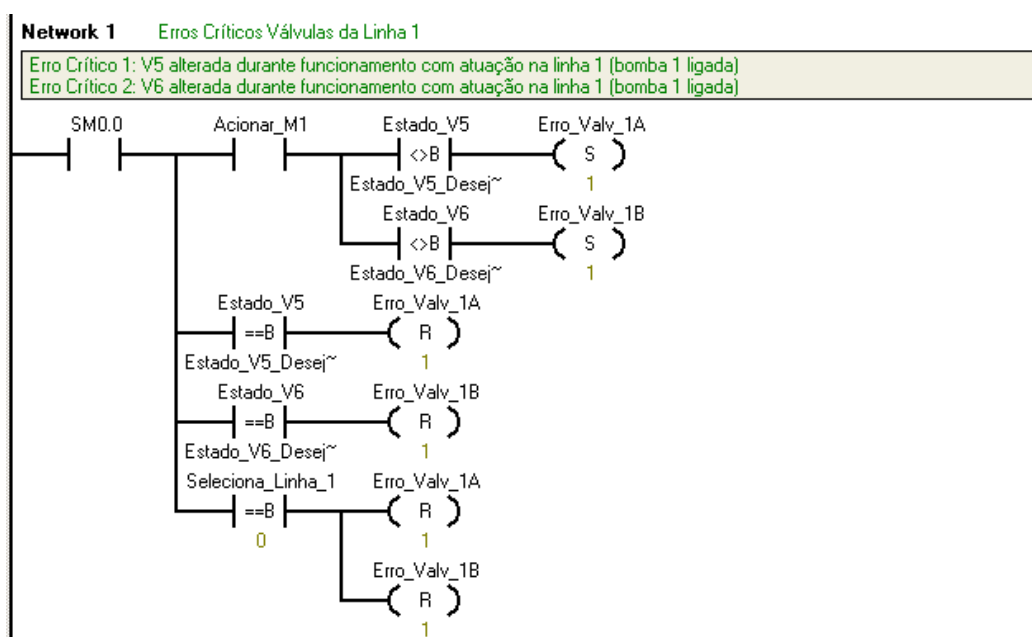 Network 1 Erros Críticos Válvulas da Linha 1
Erro Crítico 1: V5 alterada durante funcionamento com atuação na linha 1 (bomba 1 ligada)
Erro Crítico 2: V6 alterada durante funcionamento com atuação na linha 1 (bomba 1 ligada)
SM0.0 Acionar_M1 Estado_V5 Erro_Valv_1A
<>B S
Estado_V5_Desej~ 1
Estado_V6 Erro_Valv_1B
<>B S
Estado_V6_Desej~ 1
Estado_V5 Erro_Valv_1A
==B R
Estado_V5_Desej~ 1
Estado_V6 Erro_Valv_1B
==B R
Estado_V6_Desej~ 1
Seleciona_Linha_1 Erro_Valv_1A
==B R
0 1
Erro_Valv_1B
R
1